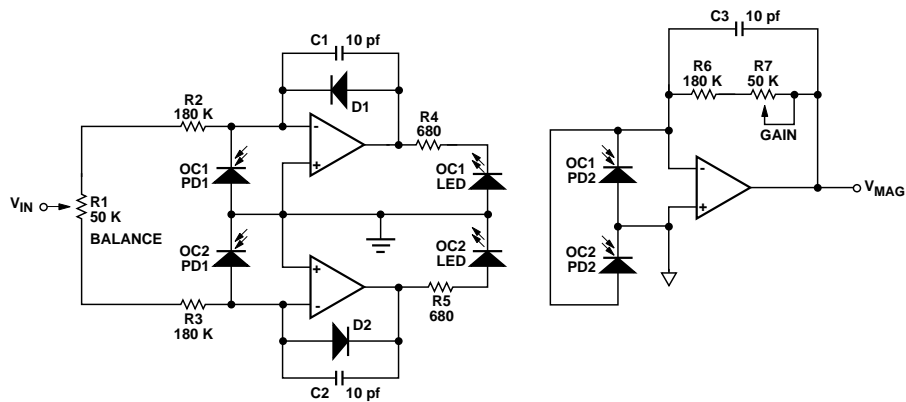 C1 10 pf
D1
R2
180 K
R4
680
OC1
PD1
OC1
LED
VIN
R1
50 K
BALANCE
OC2
PD1
OC2
LED
-
+
+
-
R3
180 K
R5
680
D2
C2 10 pf
C3 10 pf
R6
180 K
R7
50 K
GAIN
OC1
PD2
-
+
VMAG
OC2
PD2